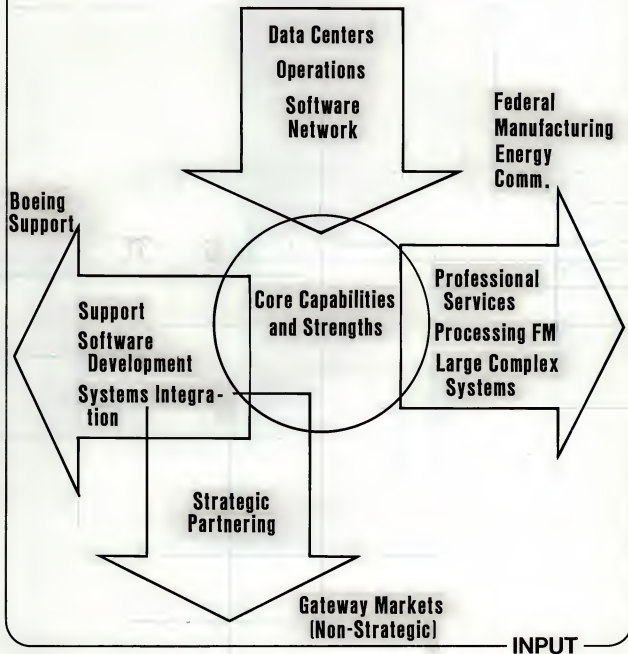 Data Centers
Operations
Software
Network
Federal
Manufacturing
Energy
Comm.
Boeing
Support
Core Capabilities
and Strengths
Support
Software
Development
Systems Integra-
tion
Professional
Services
Processing FM
Large Complex
Systems
Strategic
Partnering
Gateway Markets
(Non-Strategic)
INPUT